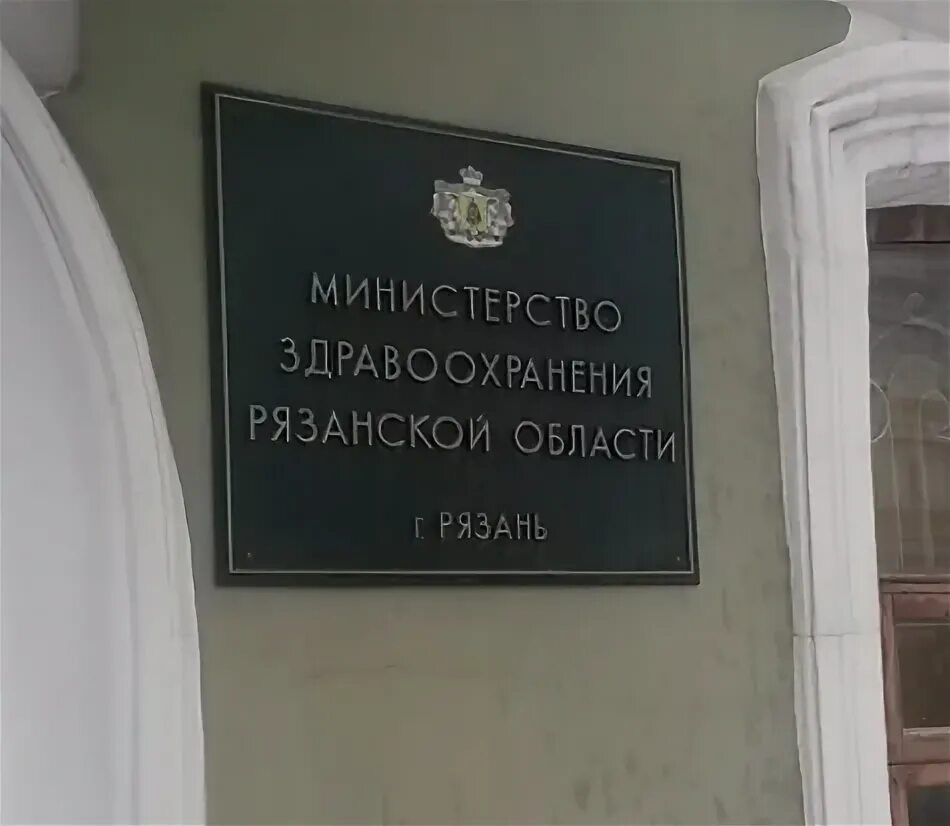 МИНИСТЕРСТВО
ЗДРАВООХРАНЕНИЯ
РЯЗАНСКОЙ ОБЛАСТИ
г. РЯЗАНЬ